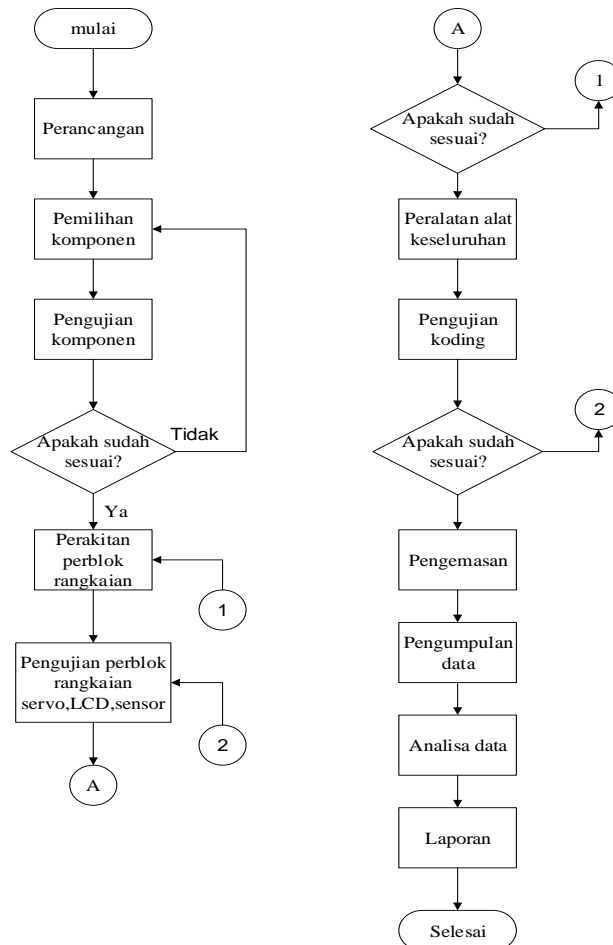 mulai
Perancangan
Pemilihan
komponen
Pengujian
komponen
Apakah sudah
sesuai?
Tidak
Ya
Perakitan
perblok
rangkaian
1
Pengujian perblok
rangkaian
servo,LCD,sensor
2
A
A
1
Apakah sudah
sesuai?
Peralatan alat
keseluruhan
Pengujian
koding
2
Apakah sudah
sesuai?
Pengemasan
Pengumpulan
data
Analisa data
Laporan
Selesai